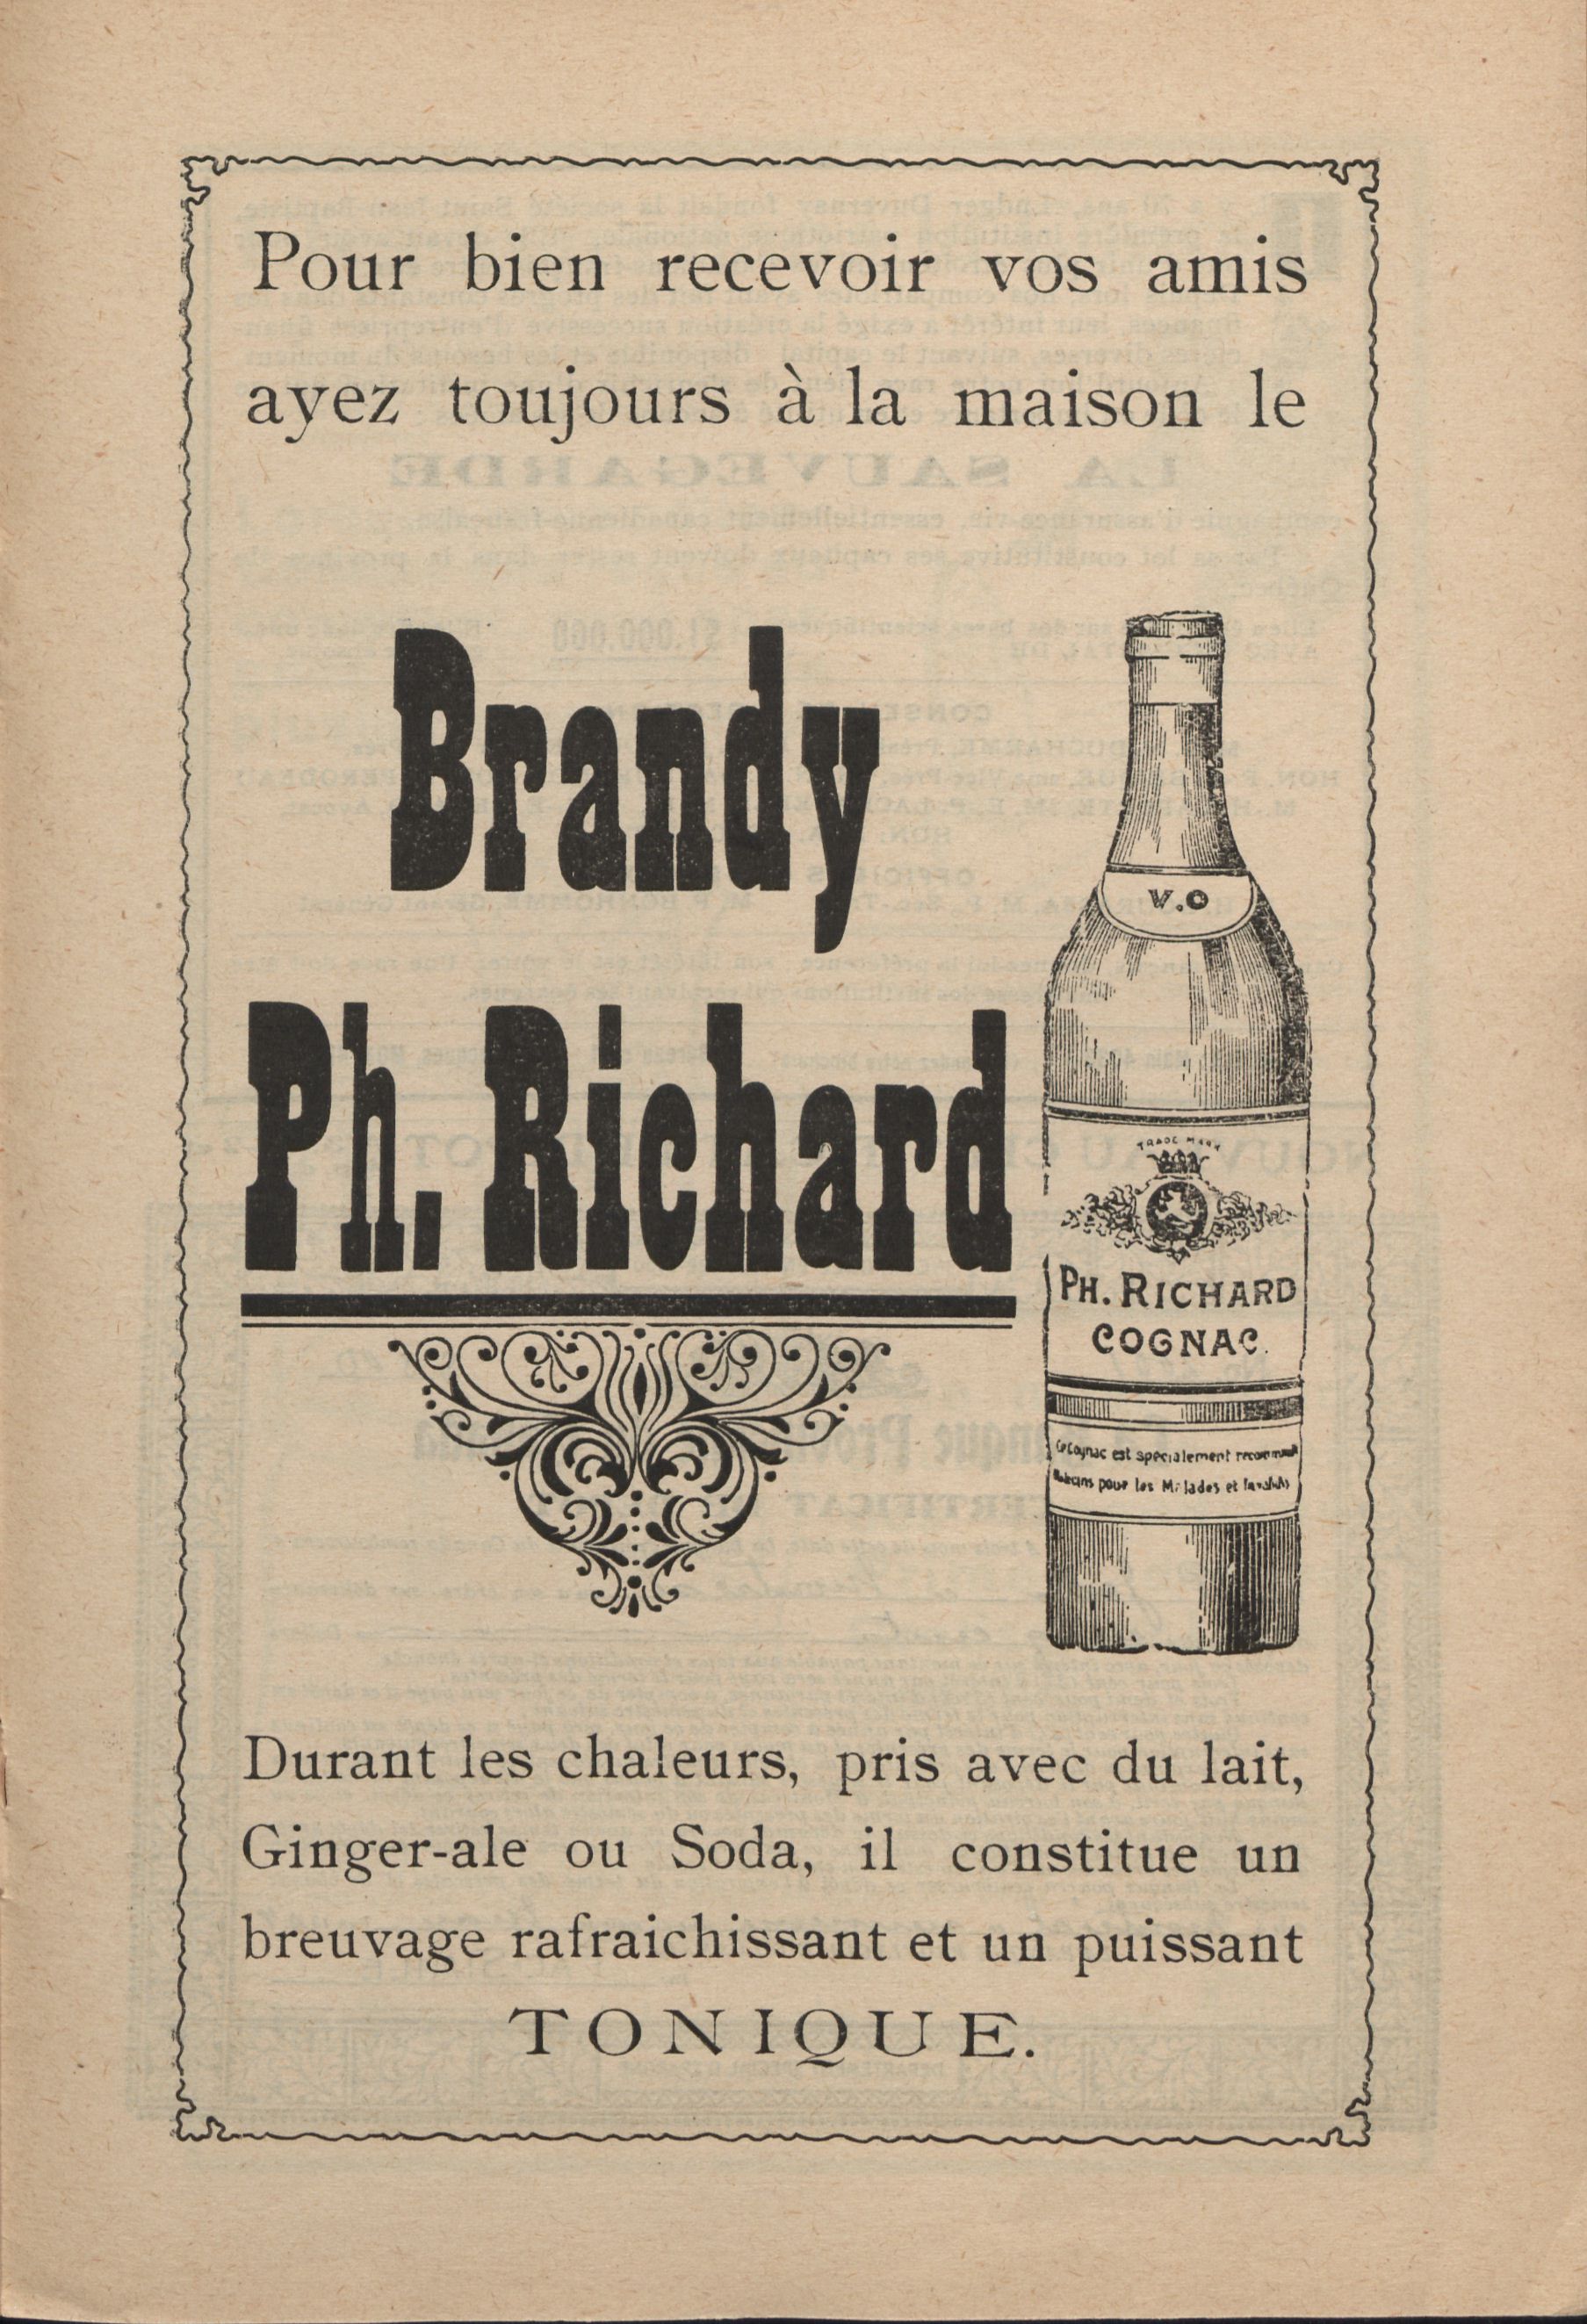 Pour bien recevoir vos amis
ayez toujours à la maison le
Brandy
Ph. Richard
V.O
TRADE MARK
PH. RICHARD
COGNAC.
Ce Cognac est spécialement
pour les Malades et Invalides
Durant les chaleurs, pris avec du lait,
Ginger-ale ou Soda, il constitue un
breuvage rafraichissant et un puissant
TONIQUE.